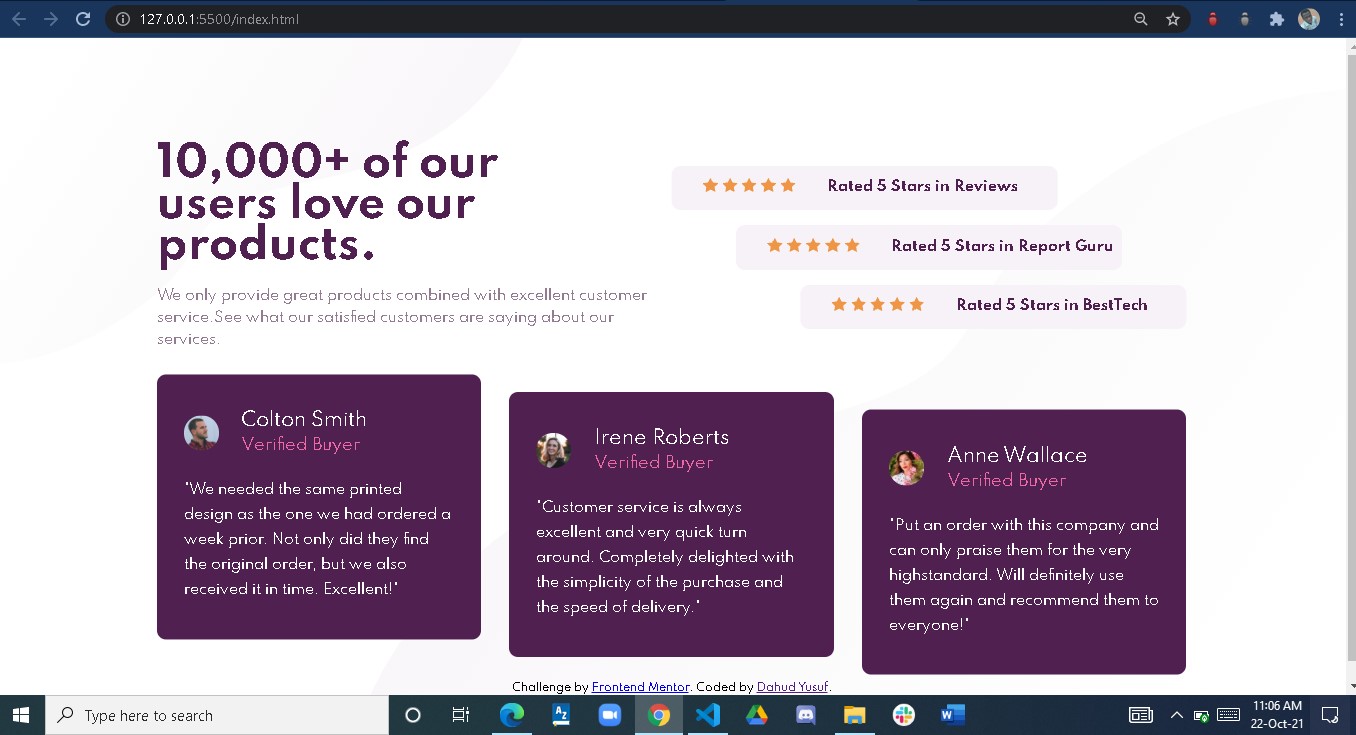 127.0.0.1:5500/index.html
10,000+ of our
users love our
products.
We only provide great products combined with excellent customer
service.See what our satisfied customers are saying about our
services.
Rated 5 Stars in Reviews
Rated 5 Stars in Report Guru
Rated 5 Stars in BestTech
Colton Smith
Verified Buyer
"We needed the same printed
design as the one we had ordered a
week prior. Not only did they find
the original order, but we also
received it in time. Excellent!"
Irene Roberts
Verified Buyer
"Customer service is always
excellent and very quick turn
around. Completely delighted with
the simplicity of the purchase and
the speed of delivery."
Anne Wallace
Verified Buyer
"Put an order with this company and
can only praise them for the very
highstandard. Will definitely use
them again and recommend them to
everyone!"
Challenge by Frontend Mentor. Coded by Dahud Yusuf.
Type here to search
A Z
W
11:06 AM
22-Oct-21